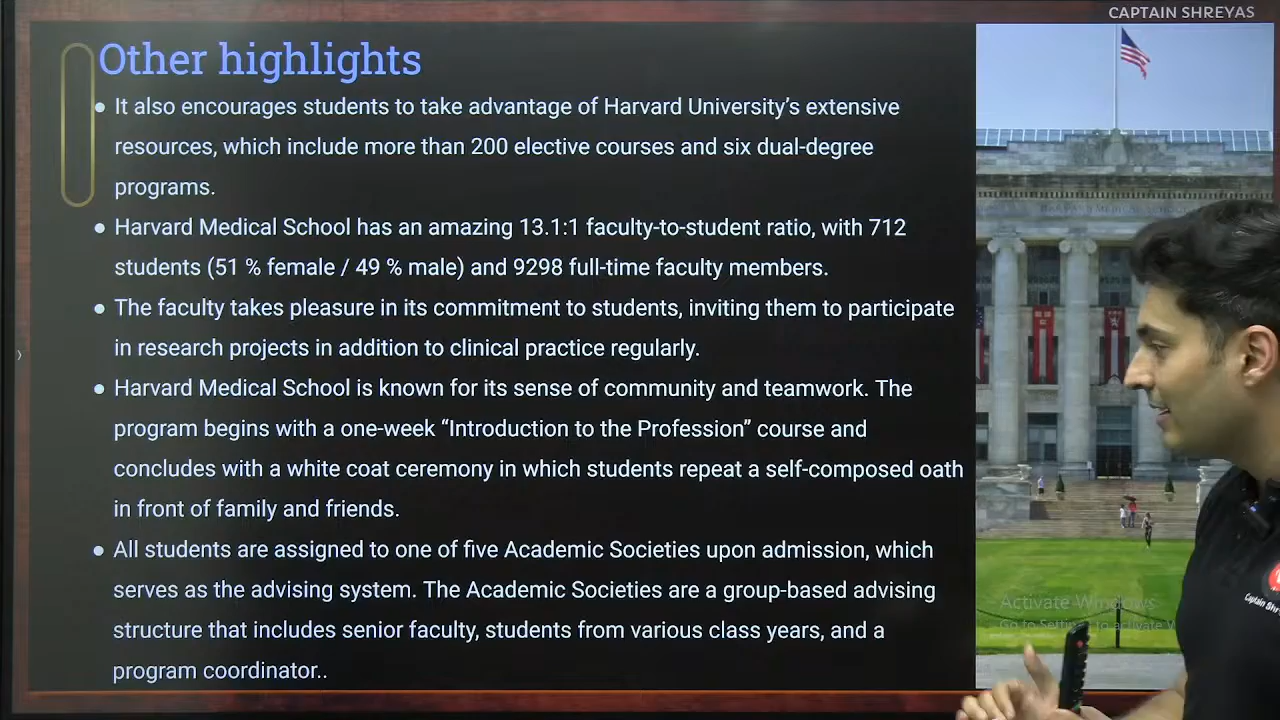 CAPTAIN SHREYAS
Other highlights
● It also encourages students to take advantage of Harvard University’s extensive
resources, which include more than 200 elective courses and six dual-degree
programs.
● Harvard Medical School has an amazing 13.1:1 faculty-to-student ratio, with 712
students (51 % female / 49 % male) and 9298 full-time faculty members.
● The faculty takes pleasure in its commitment to students, inviting them to participate
in research projects in addition to clinical practice regularly.
● Harvard Medical School is known for its sense of community and teamwork. The
program begins with a one-week “Introduction to the Profession” course and
concludes with a white coat ceremony in which students repeat a self-composed oath
in front of family and friends.
● All students are assigned to one of five Academic Societies upon admission, which
serves as the advising system. The Academic Societies are a group-based advising
structure that includes senior faculty, students from various class years, and a
program coordinator..
Activate Windows
Go to to activate
Captain